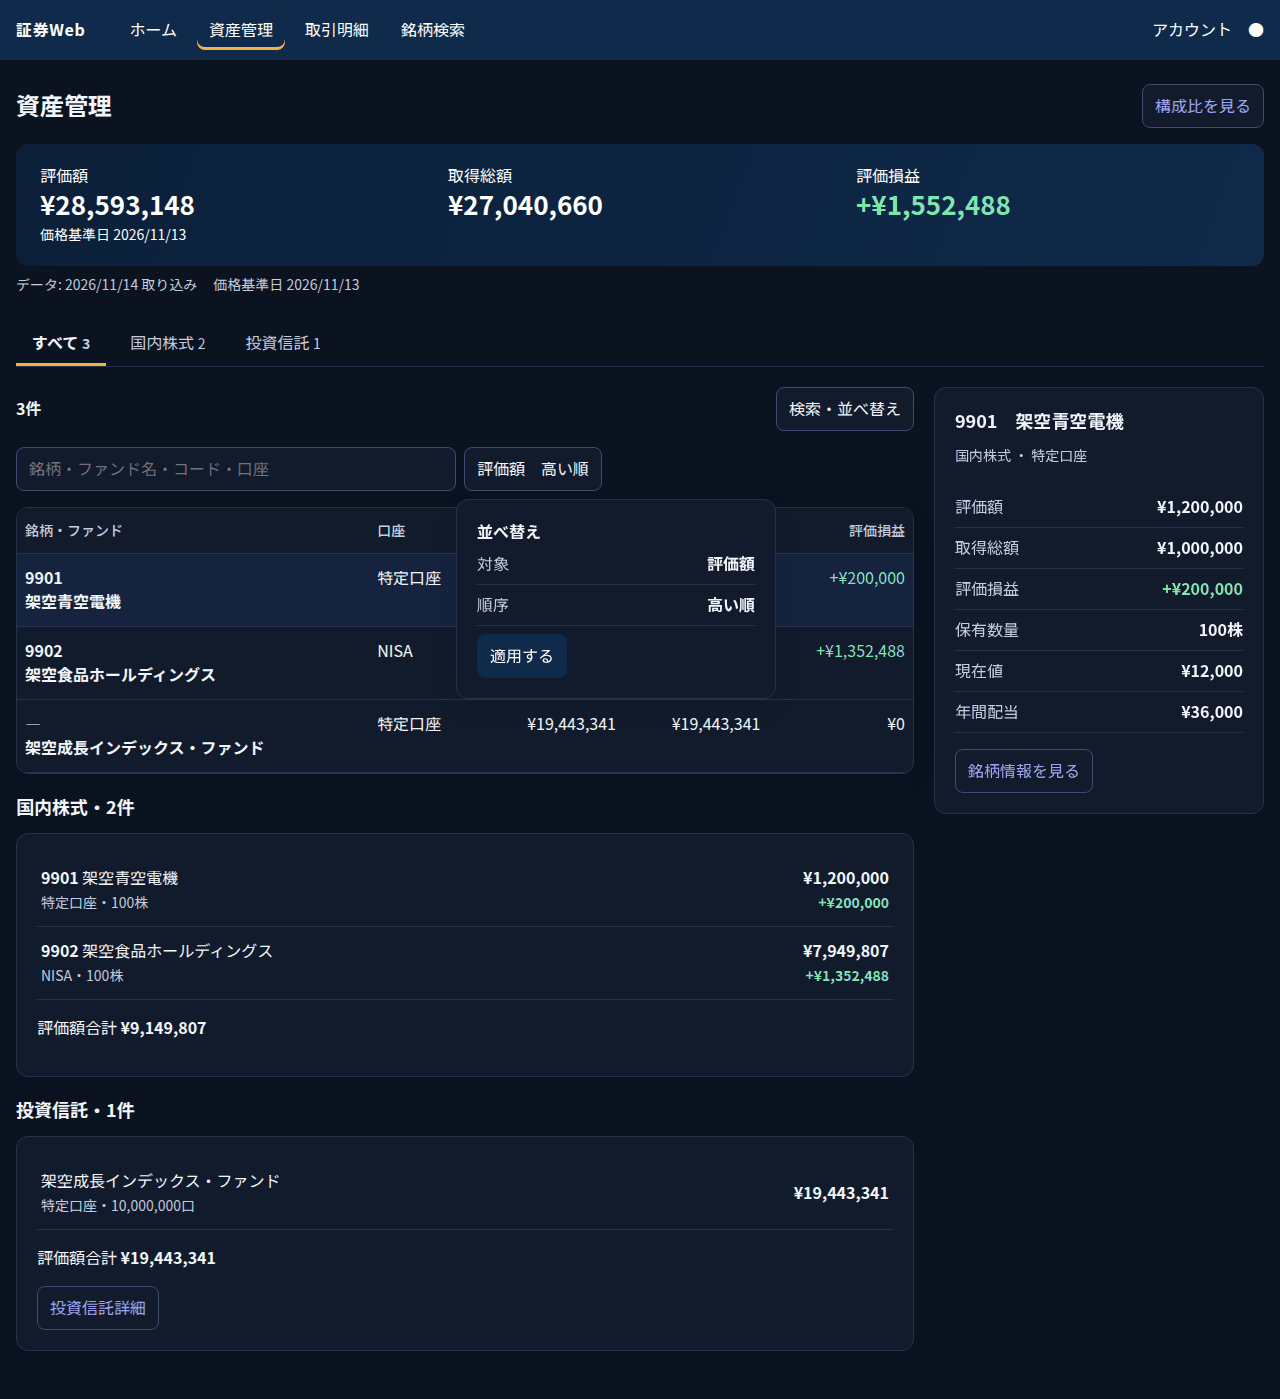 証券Web ホーム 資産管理 取引明細 銘柄検索 アカウント
資産管理 構成比を見る
評価額 取得総額 評価損益
¥28,593,148 ¥27,040,660 +¥1,552,488
価格基準日 2026/11/13
データ: 2026/11/14 取り込み 価格基準日 2026/11/13
すべて 3 国内株式 2 投資信託 1
3件 検索・並べ替え
銘柄・ファンド名・コード・口座 評価額 高い順
銘柄・ファンド 口座 評価損益
9901 特定口座 +¥200,000
架空青空電機
9902 NISA +¥1,352,488
架空食品ホールディングス
— 特定口座 ¥19,443,341 ¥19,443,341 ¥0
架空成長インデックス・ファンド
並べ替え
対象 評価額
順序 高い順
適用する
国内株式・2件
9901 架空青空電機 ¥1,200,000
特定口座・100株 +¥200,000
9902 架空食品ホールディングス ¥7,949,807
NISA・100株 +¥1,352,488
評価額合計 ¥9,149,807
投資信託・1件
架空成長インデックス・ファンド ¥19,443,341
特定口座・10,000,000口
評価額合計 ¥19,443,341
投資信託詳細
9901 架空青空電機
国内株式 ・ 特定口座
評価額 ¥1,200,000
取得総額 ¥1,000,000
評価損益 +¥200,000
保有数量 100株
現在値 ¥12,000
年間配当 ¥36,000
銘柄情報を見る